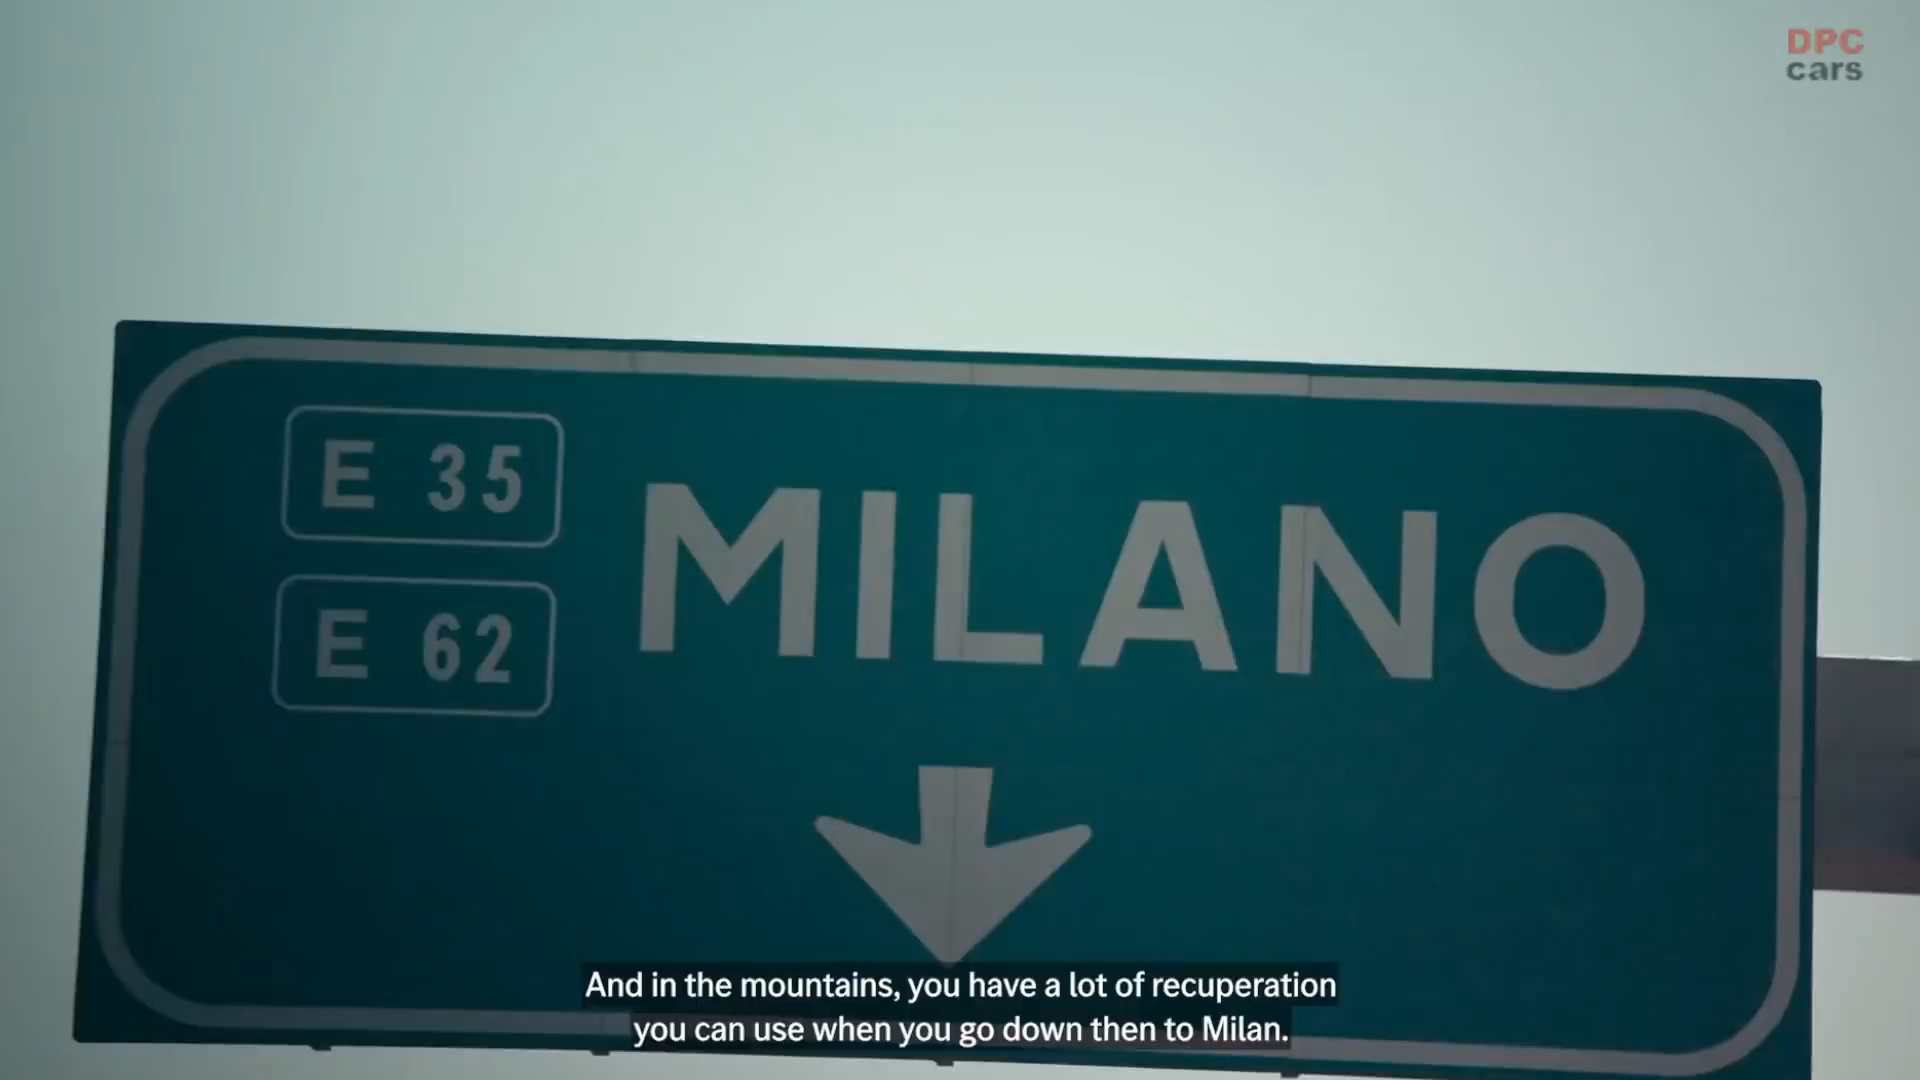 DPC
cars
E 35
MILANO
E 62
And in the mountains, you have a lot of recuperation
you can use when you go down then to Milan.